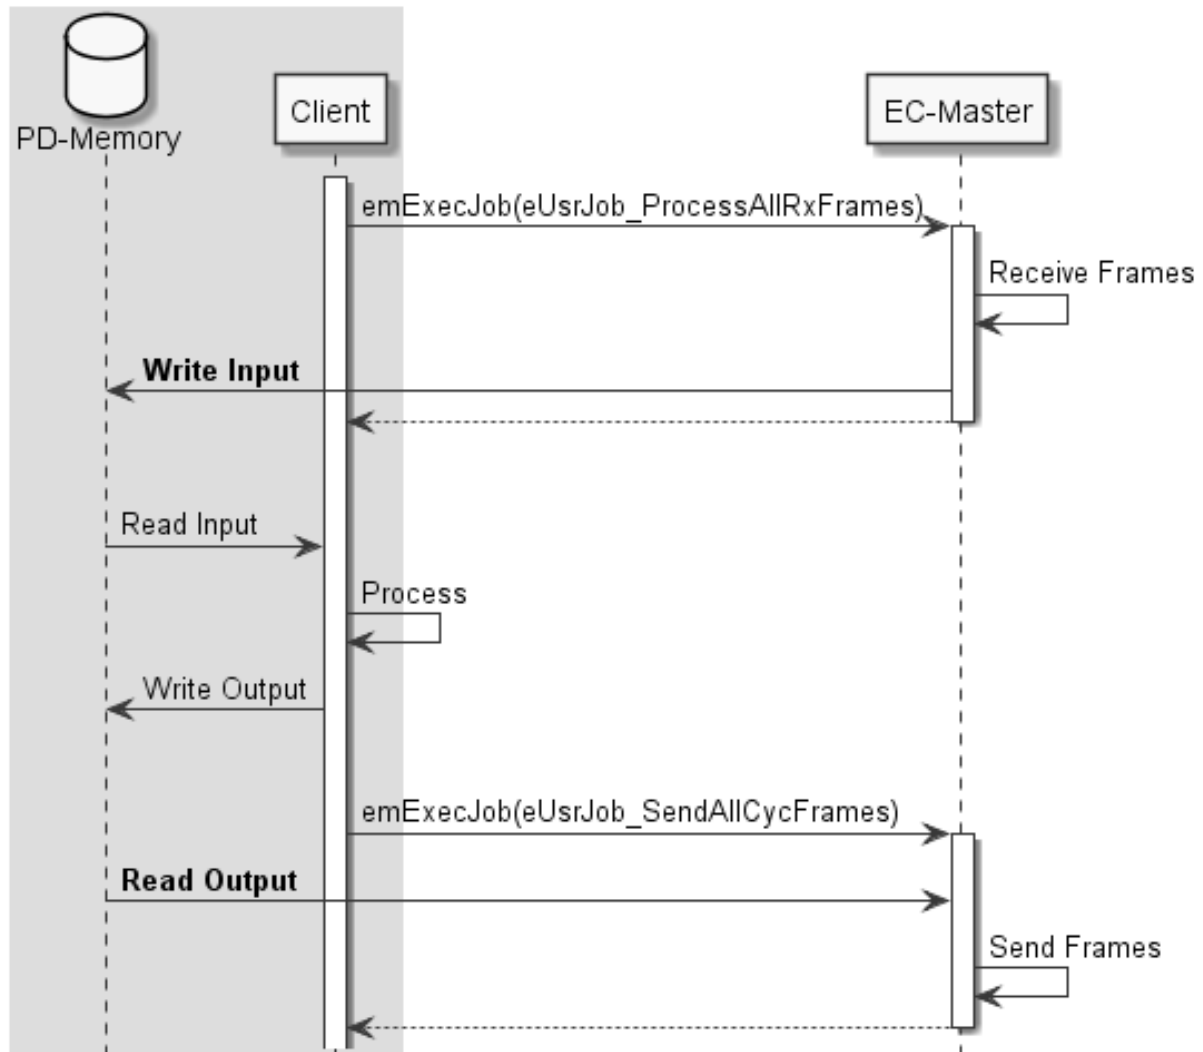 PD-Memory
Client
EC-Master
emExecJob(eUsrJob_ProcessAllRxFrames)
Receive Frames
Write Input
Read Input
Process
Write Output
emExecJob(eUsrJob_SendAllCycFrames)
Read Output
Send Frames